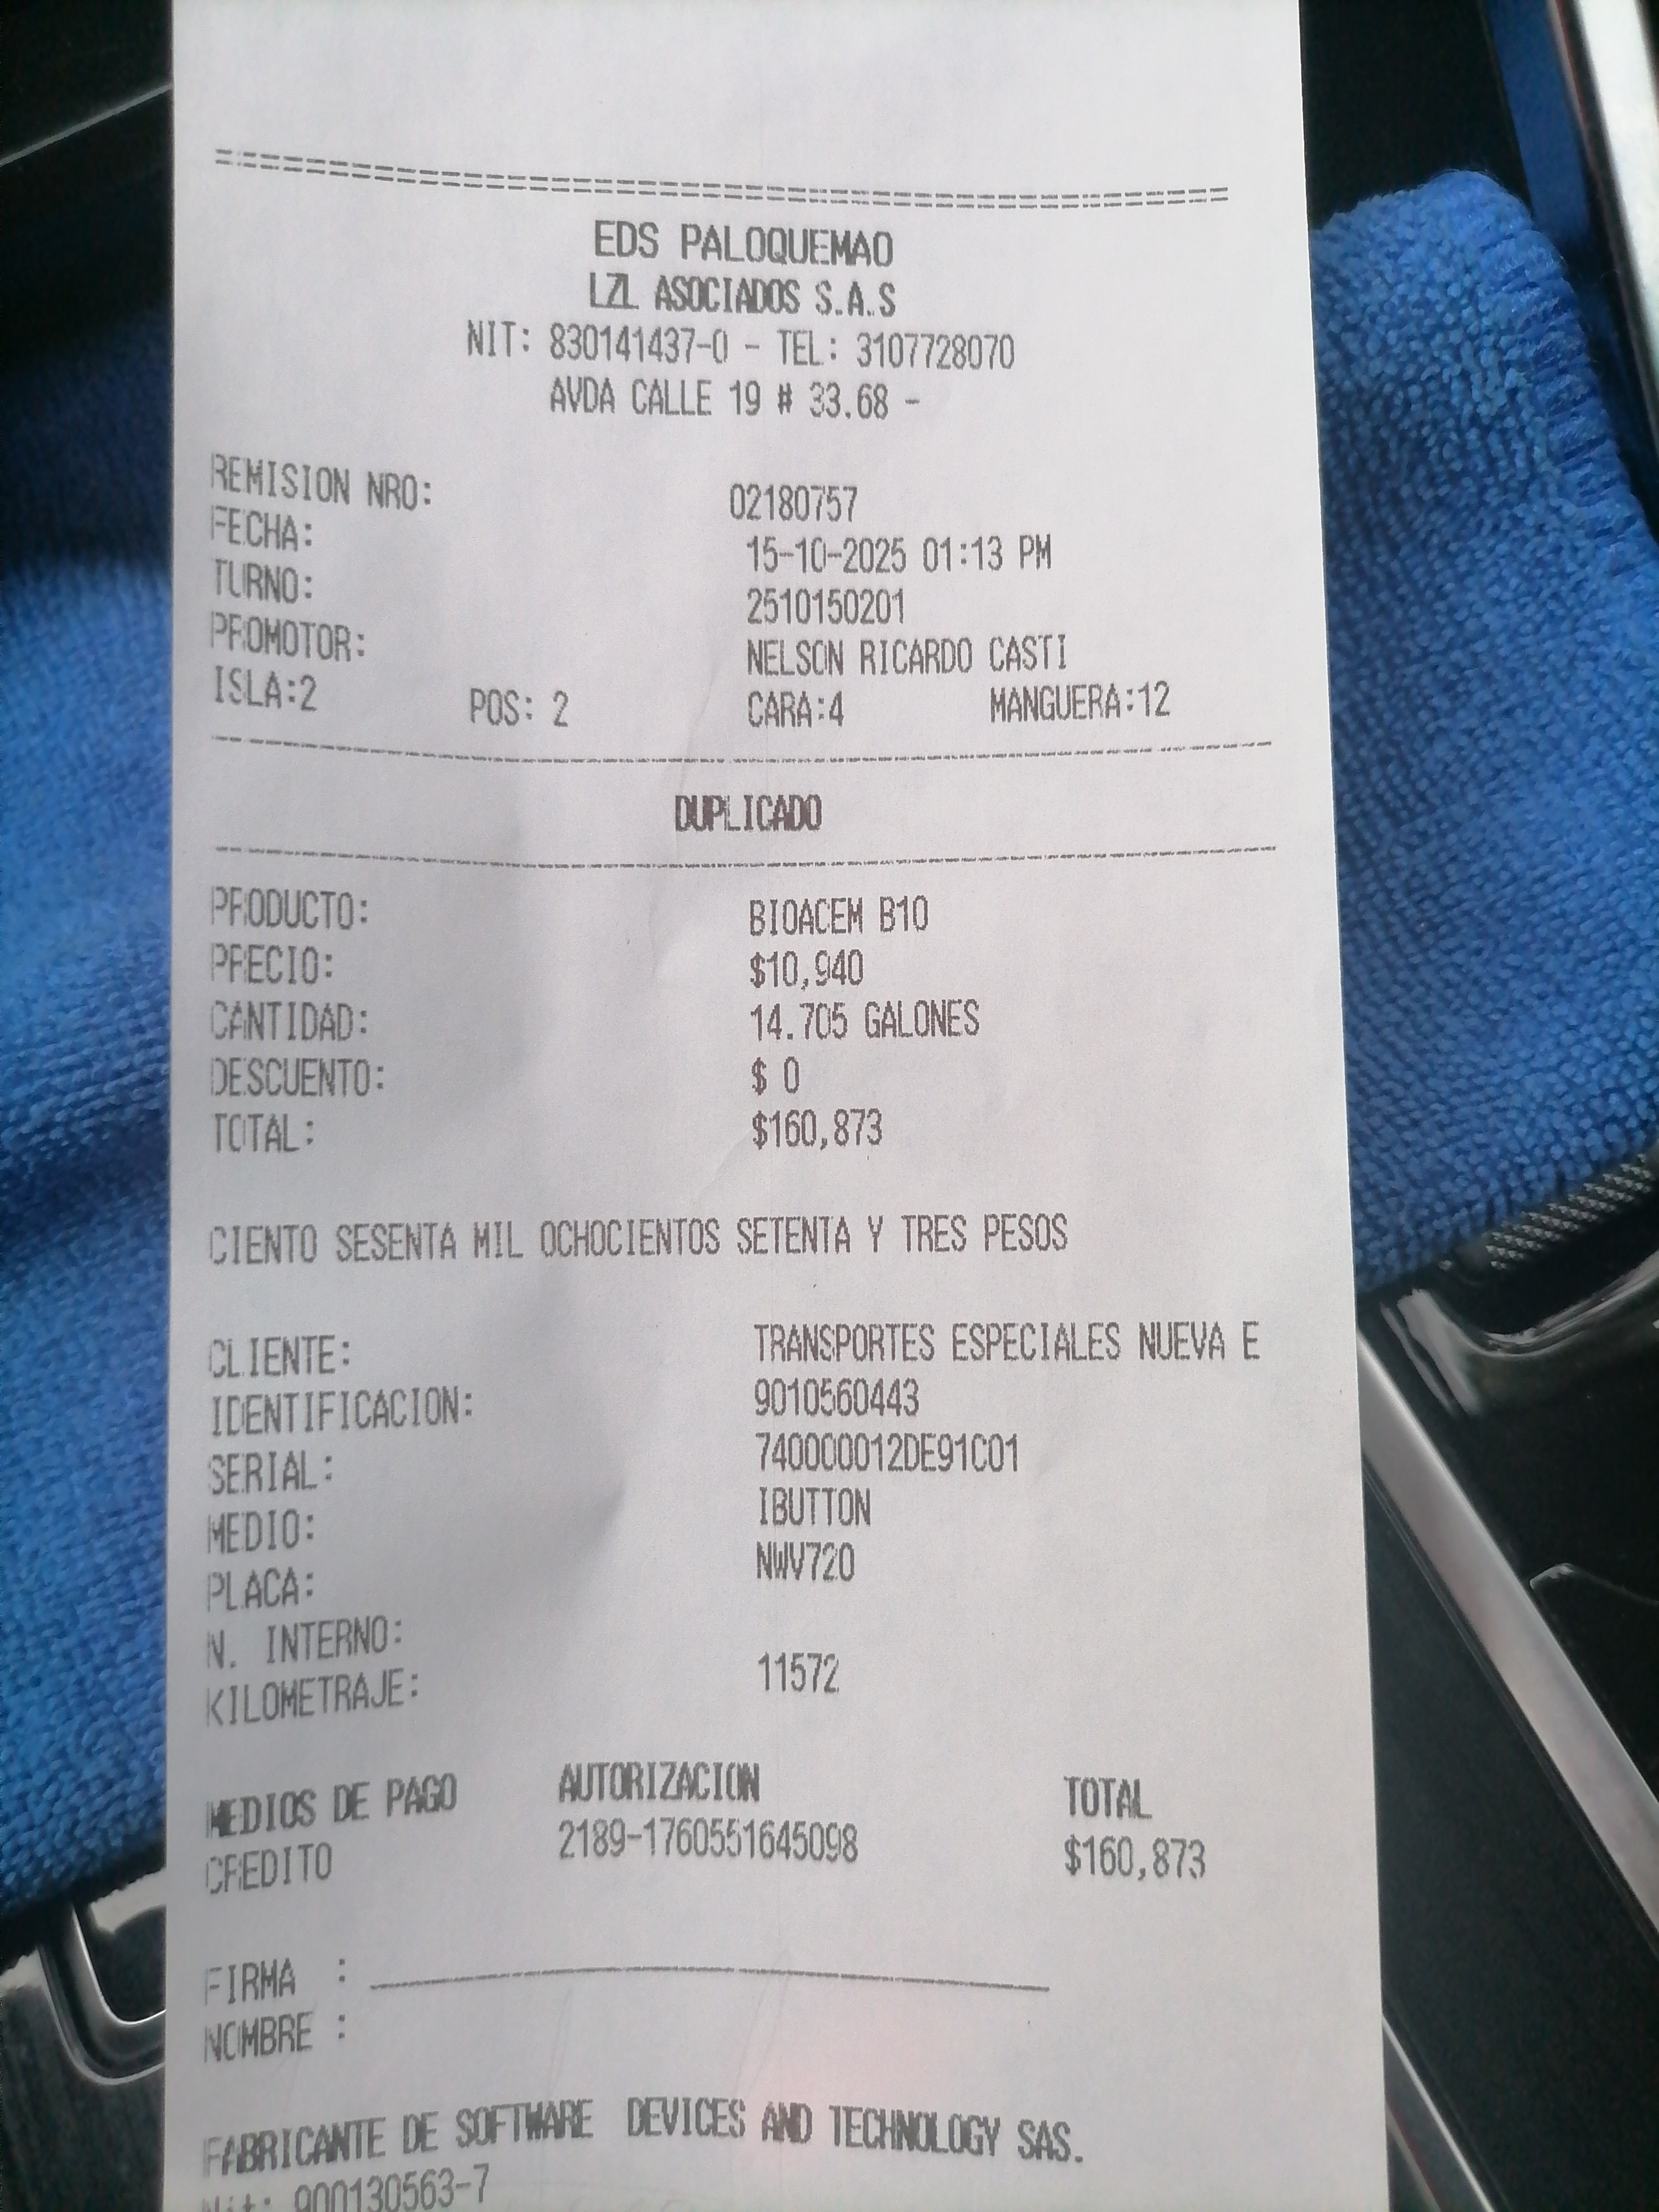 EDS PALOQUEMAO
LZL ASOCIADOS S.A.S
NIT: 830141437-0 - TEL: 3107728070
AVDA CALLE 19 # 33.68 -
REMISION NRO: 02180757
FECHA: 15-10-2025 01:13 PM
TURNO: 2510150201
PROMOTOR: NELSON RICARDO CASTI
ISLA:2 POS: 2 CARA:4 MANGUERA:12
DUPLICADO
PRODUCTO: BIOACEM B10
PRECIO: $10,940
CANTIDAD: 14.705 GALONES
DESCUENTO: $ 0
TOTAL: $160,873
CIENTO SESENTA MIL OCHOCIENTOS SETENTA Y TRES PESOS
CLIENTE: TRANSPORTES ESPECIALES NUEVA E
IDENTIFICACION: 9010560443
SERIAL: 740000012DE91C01
MEDIO: IBUTTON
PLACA: NWV720
N. INTERNO:
KILOMETRAJE: 11572
MEDIOS DE PAGO AUTORIZACION TOTAL
CREDITO 2189-1760551645098 $160,873
FIRMA :
NOMBRE :
FABRICANTE DE SOFTWARE DEVICES AND TECHNOLOGY SAS.
Nit: 900130563-7